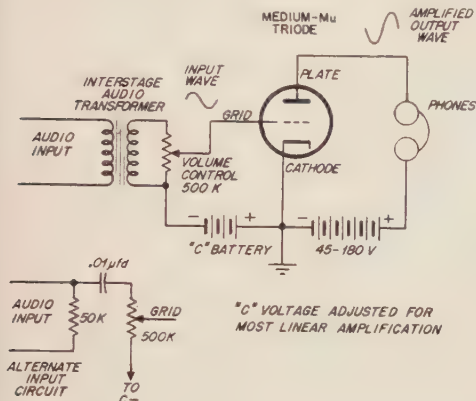 MEDIUM-Mu
TRIODE
AMPLIFIED
OUTPUT
WAVE
INTERSTAGE
AUDIO
TRANSFORMER
INPUT
WAVE
PLATE
GRID
PHONES
AUDIO
INPUT
VOLUME
CONTROL
500 K
CATHODE
- +
"C" BATTERY
- +
45-180 V
.01µfd
AUDIO
INPUT
50K
GRID
500K
"C" VOLTAGE ADJUSTED FOR
MOST LINEAR AMPLIFICATION
ALTERNATE
INPUT
CIRCUIT
TO
C-